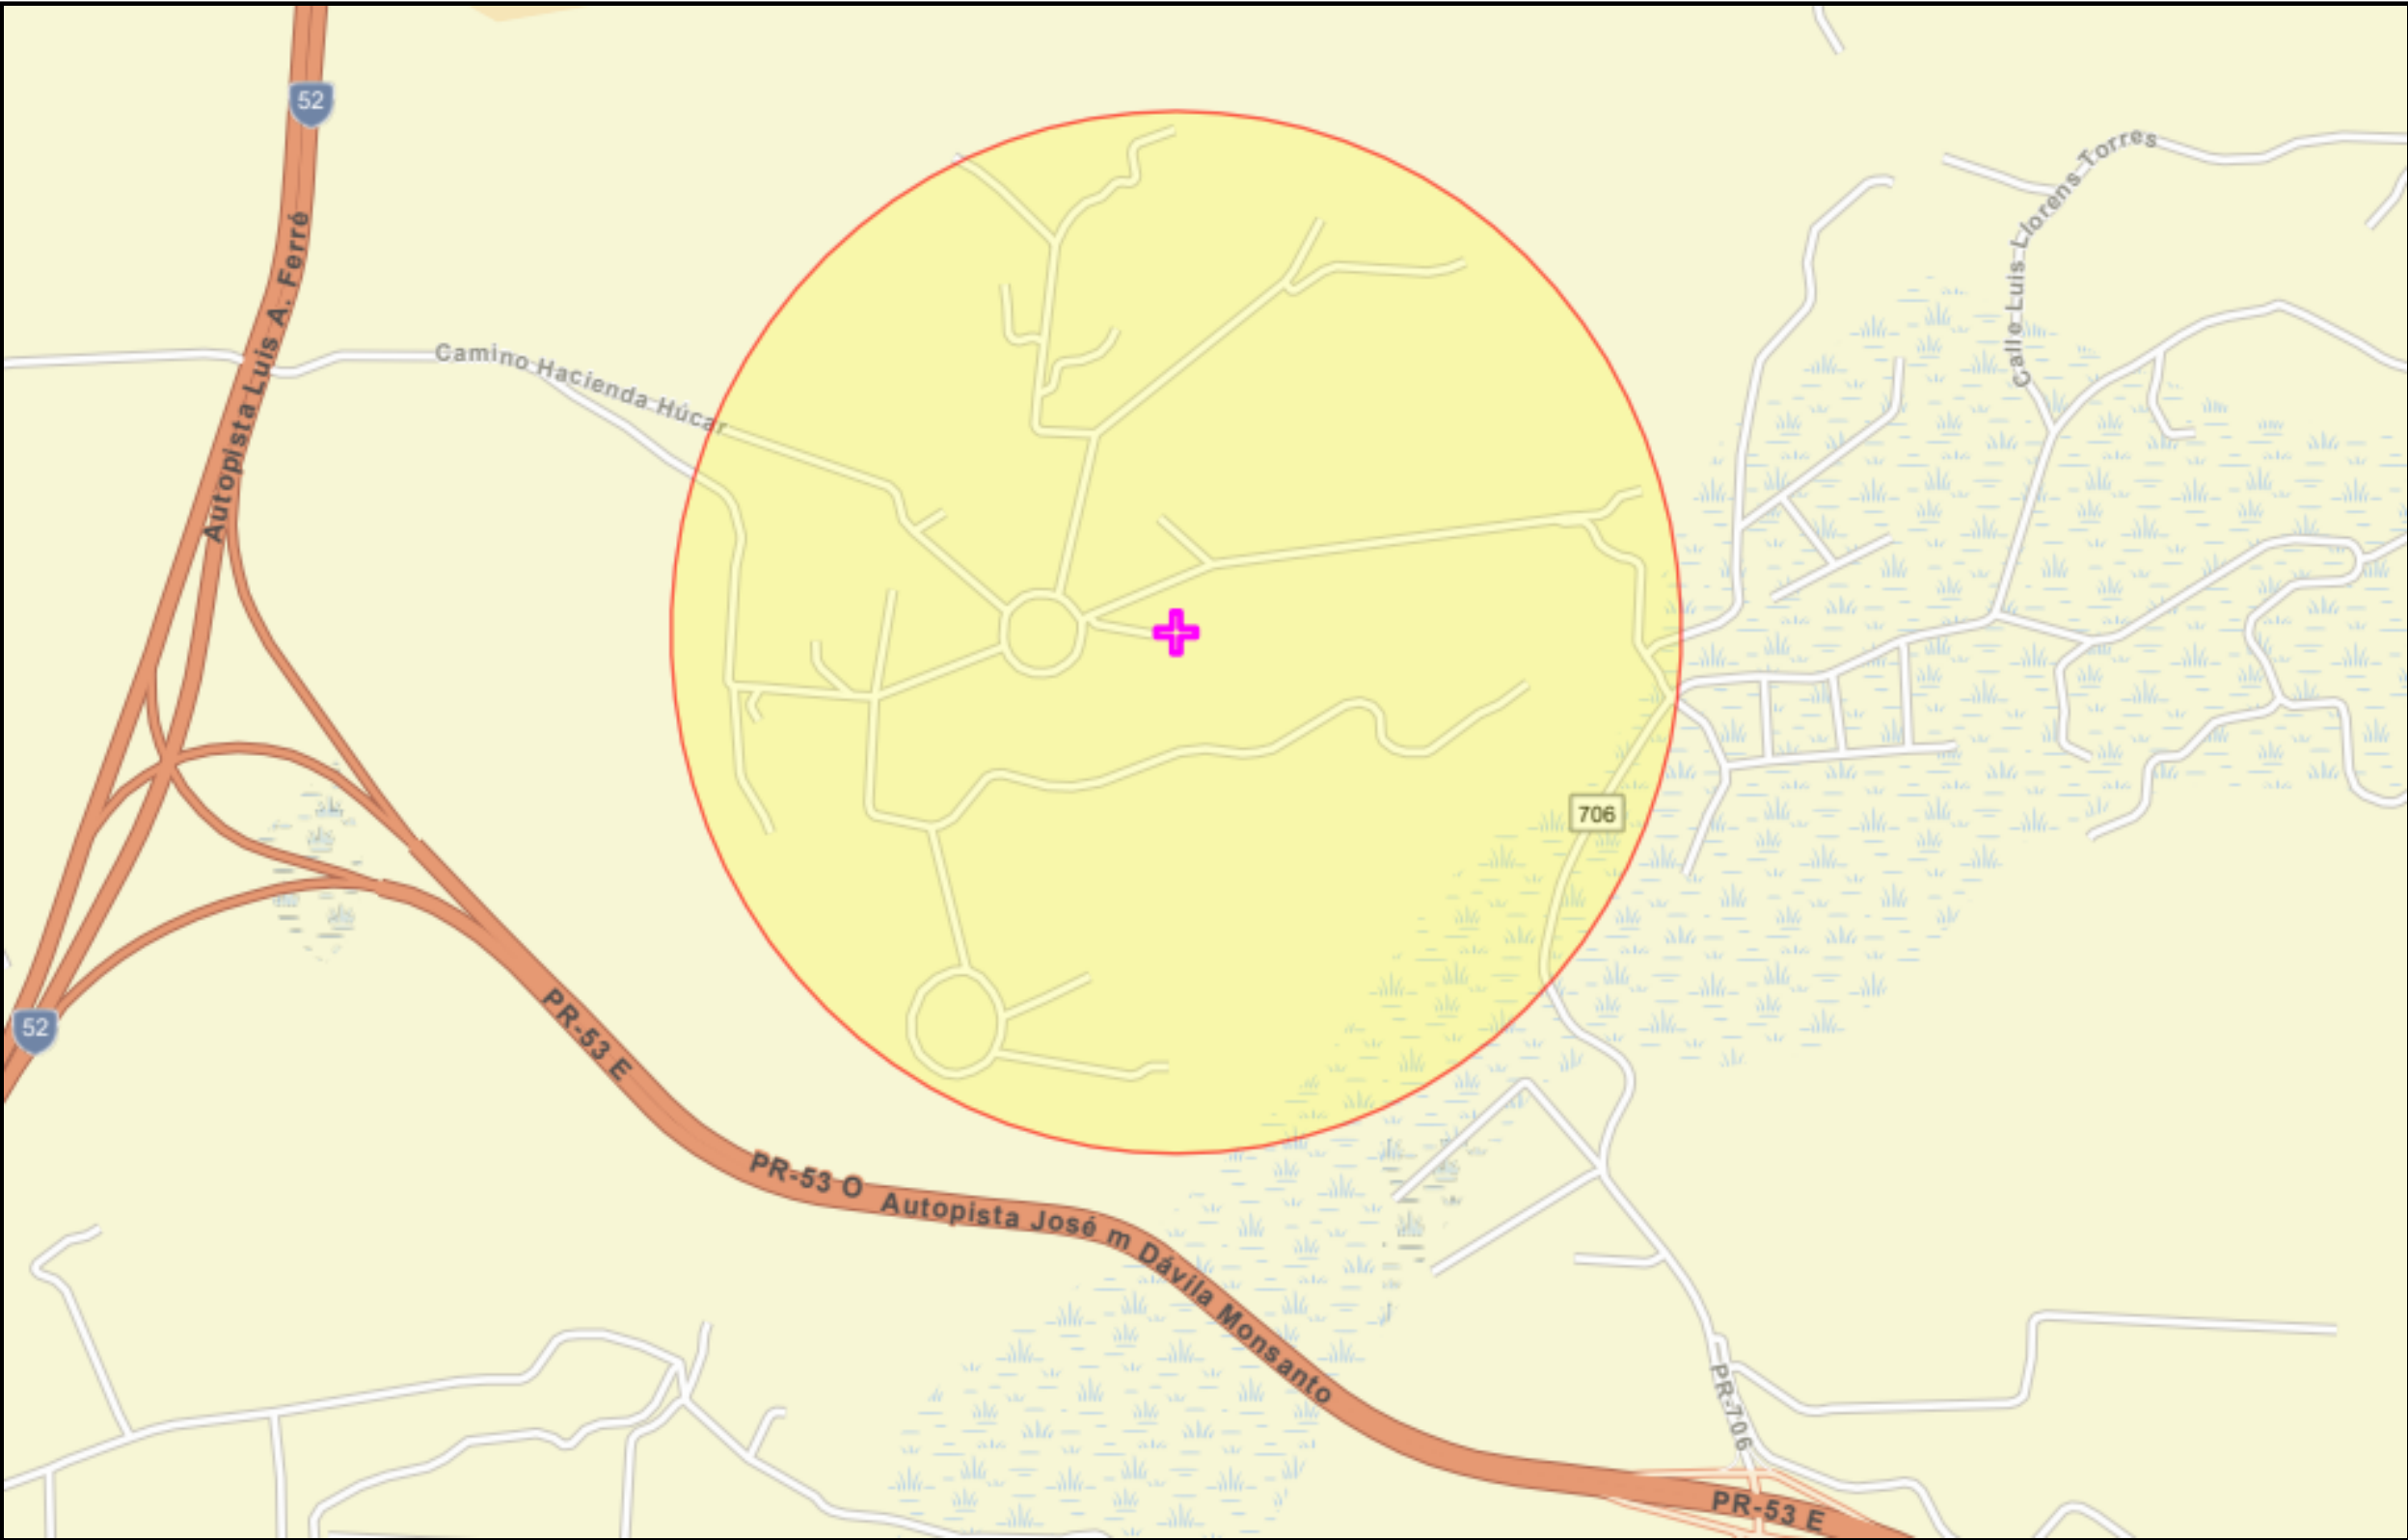 52
Calle Luis Llorens Torres
Autopista Luis A. Ferré
Camino Hacienda Húcar
706
52
PR-53 E
PR-53 O
Autopista José m Dávila Monsanto
PR-706
PR-53 E